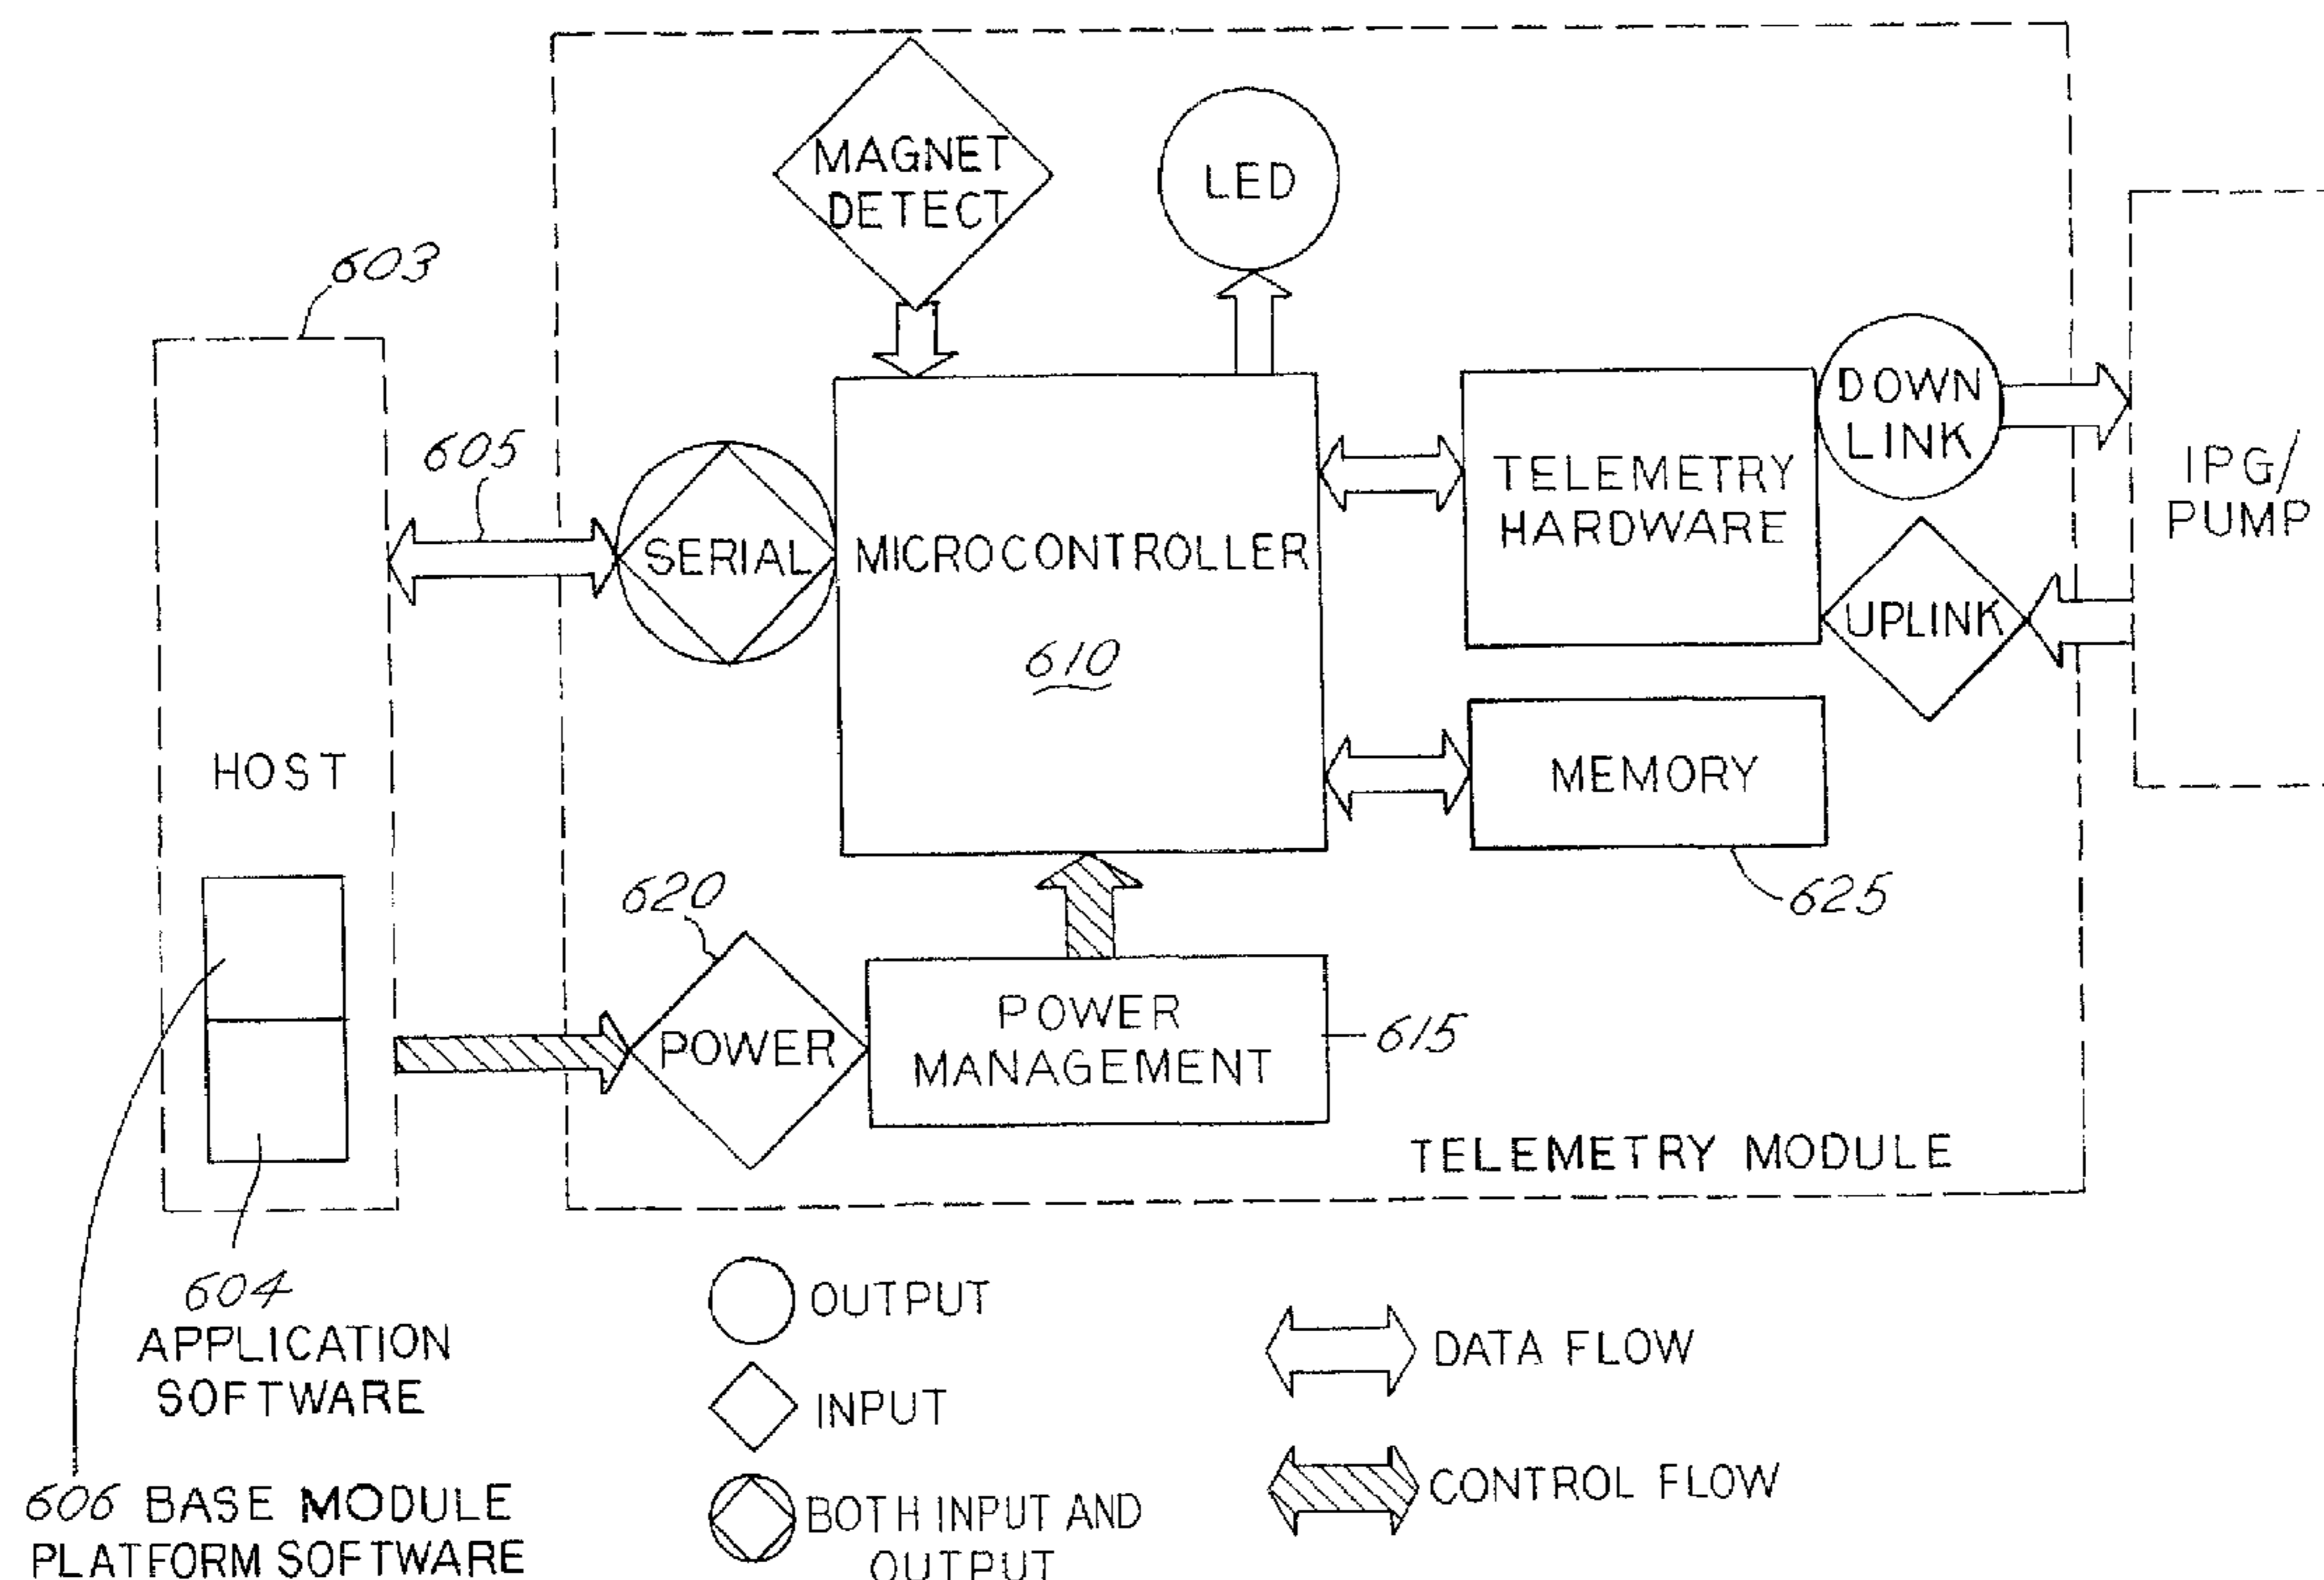 MAGNET
DETECT
LED
603
DOWN
LINK
605
TELEMETRY
HARDWARE
IPG/
PUMP
SERIAL
MICROCONTROLLER
610
UPLINK
HOST
MEMORY
620
625
POWER
POWER
MANAGEMENT
615
TELEMETRY MODULE
604
APPLICATION
SOFTWARE
606 BASE MODULE
PLATFORM SOFTWARE
OUTPUT
INPUT
BOTH INPUT AND
OUTPUT
DATA FLOW
CONTROL FLOW